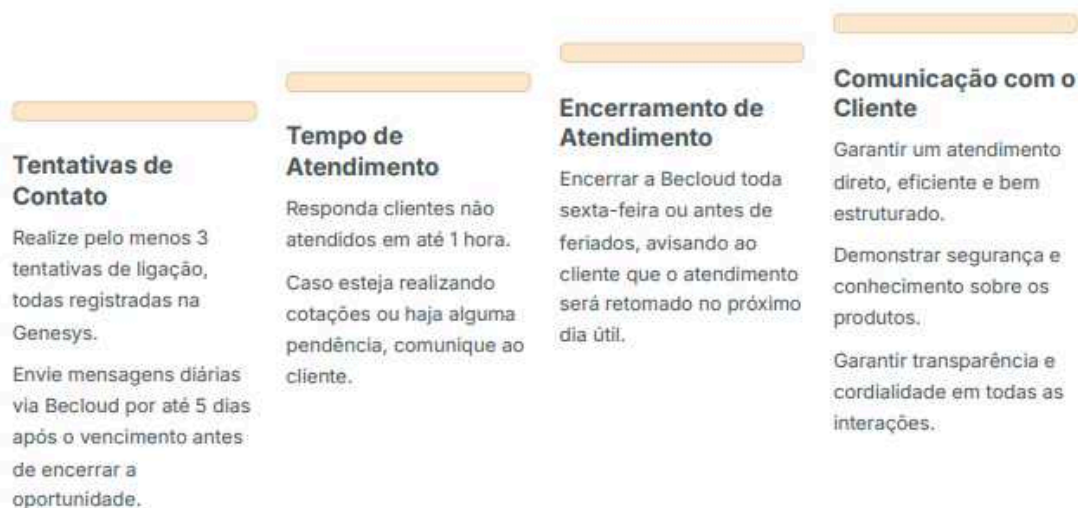 Tentativas de
Contato
Realize pelo menos 3
tentativas de ligação,
todas registradas na
Genesys.
Envie mensagens diárias
via Becloud por até 5 dias
após o vencimento antes
de encerrar a
oportunidade.
Tempo de
Atendimento
Responda clientes não
atendidos em até 1 hora.
Caso esteja realizando
cotações ou haja alguma
pendência, comunique ao
cliente.
Encerramento de
Atendimento
Encerrar a Becloud toda
sexta-feira ou antes de
feriados, avisando ao
cliente que o atendimento
será retomado no próximo
dia útil.
Comunicação com o
Cliente
Garantir um atendimento
direto, eficiente e bem
estruturado.
Demonstrar segurança e
conhecimento sobre os
produtos.
Garantir transparência e
cordialidade em todas as
interações.